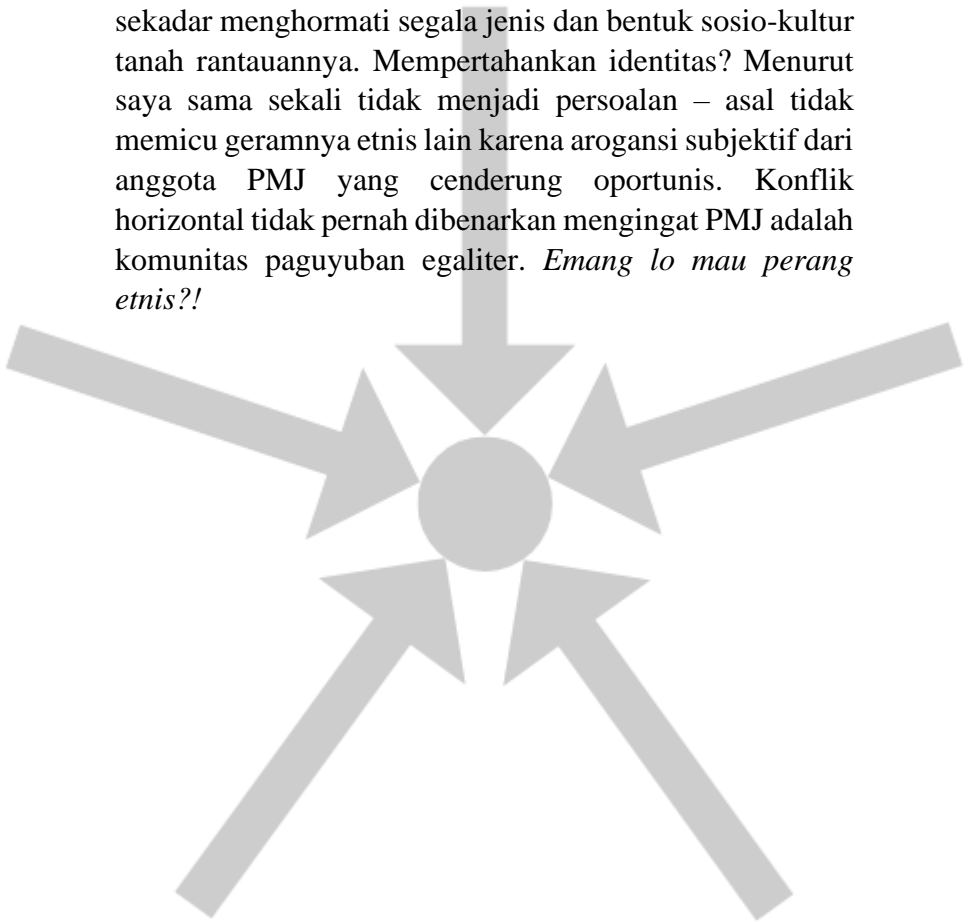 sekadar menghormati segala jenis dan bentuk sosio-kultur
tanah rantauannya. Mempertahankan identitas? Menurut
saya sama sekali tidak menjadi persoalan – asal tidak
memicu geramnya etnis lain karena arogansi subjektif dari
anggota PMJ yang cenderung oportunis. Konflik
horizontal tidak pernah dibenarkan mengingat PMJ adalah
komunitas paguyuban egaliter. Emang lo mau perang
etnis?!